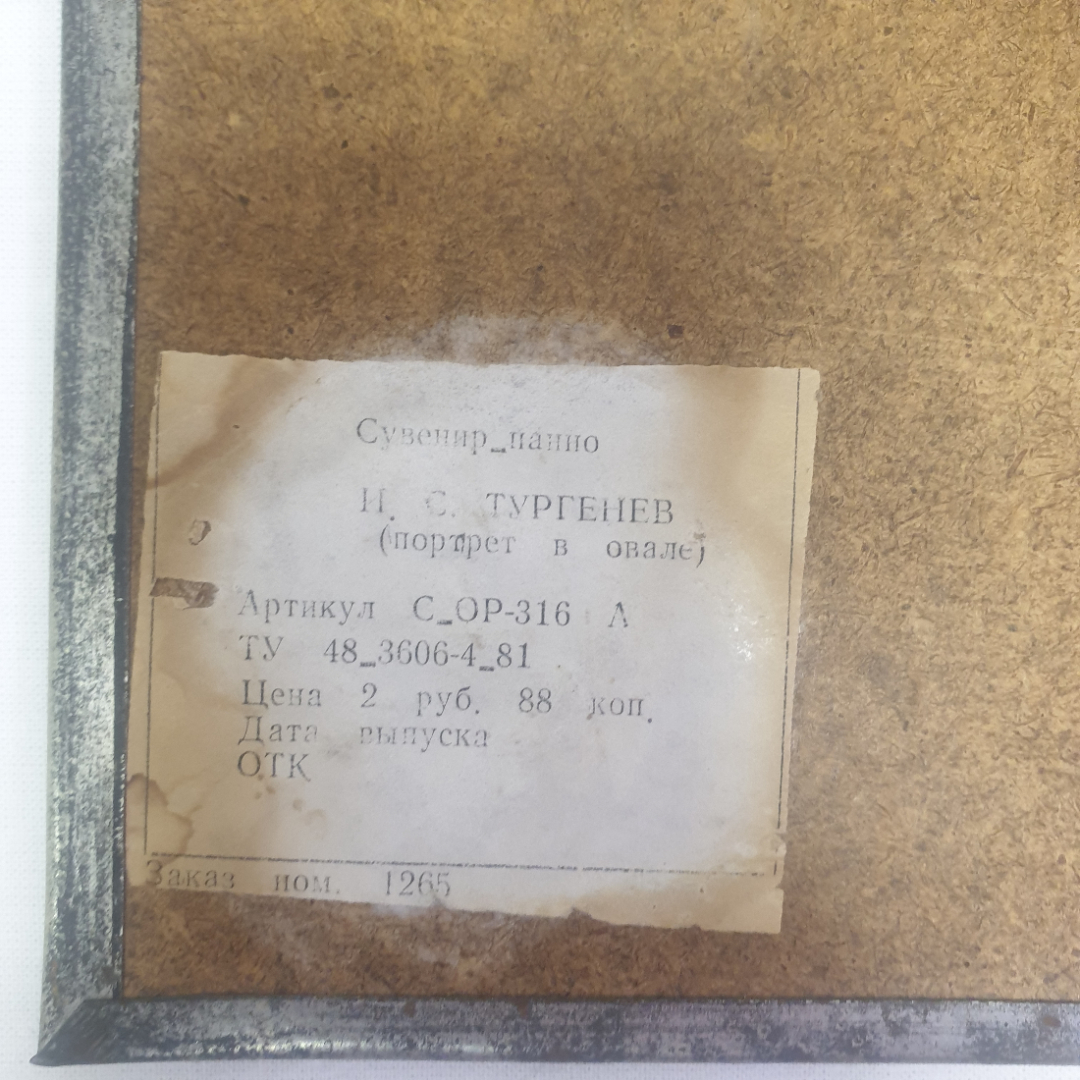 Сувенир_панно
И. С. ТУРГЕНЕВ
(портрет в овале)
Артикул С_ОР-316 А
ТУ 48_3606-4_81
Цена 2 руб. 88 коп.
Дата выпуска
ОТК
Заказ ном. 1265